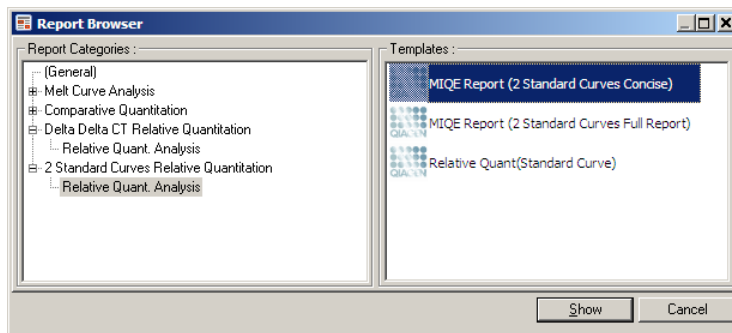 Report Browser
Report Categories :
(General)
Melt Curve Analysis
Comparative Quantitation
Delta Delta CT Relative Quantitation
Relative Quant. Analysis
2 Standard Curves Relative Quantitation
Relative Quant. Analysis
Templates :
MIQE Report (2 Standard Curves Concise)
QIAGEN
MIQE Report (2 Standard Curves Full Report)
QIAGEN
Relative Quant(Standard Curve)
Show
Cancel